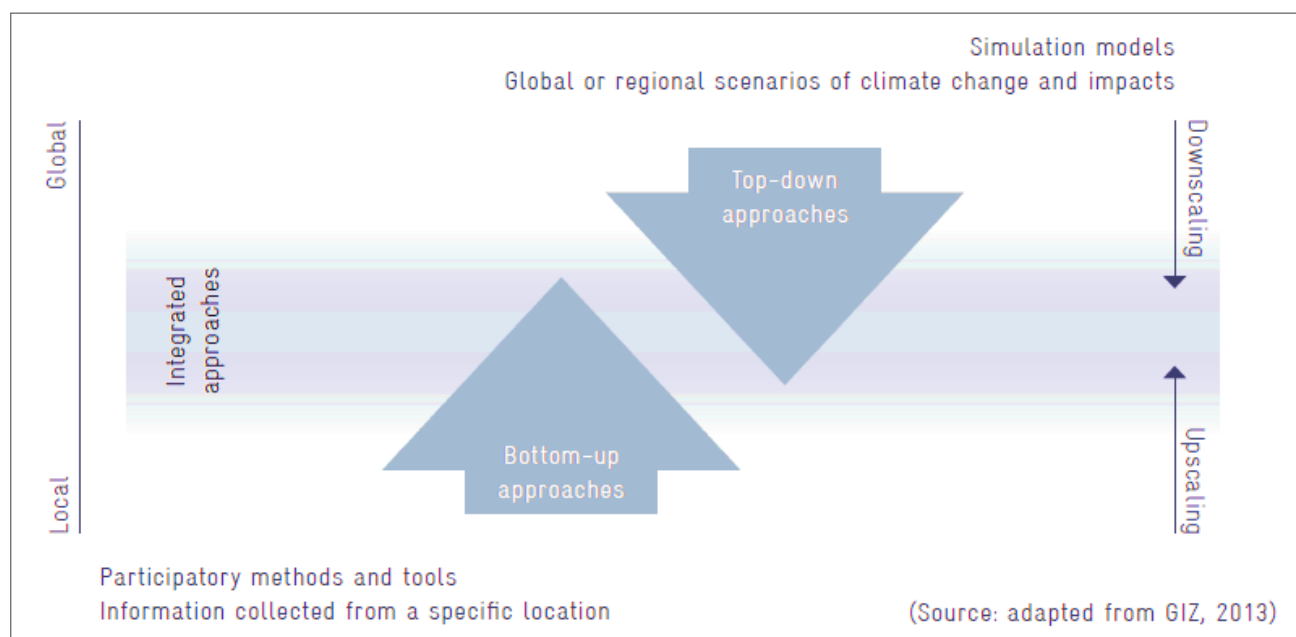 Simulation models
Global or regional scenarios of climate change and impacts
Global
Downscaling
Top-down
approaches
Integrated
approaches
Bottom-up
approaches
Local
Upscaling
Participatory methods and tools
Information collected from a specific location
(Source: adapted from GIZ, 2013)